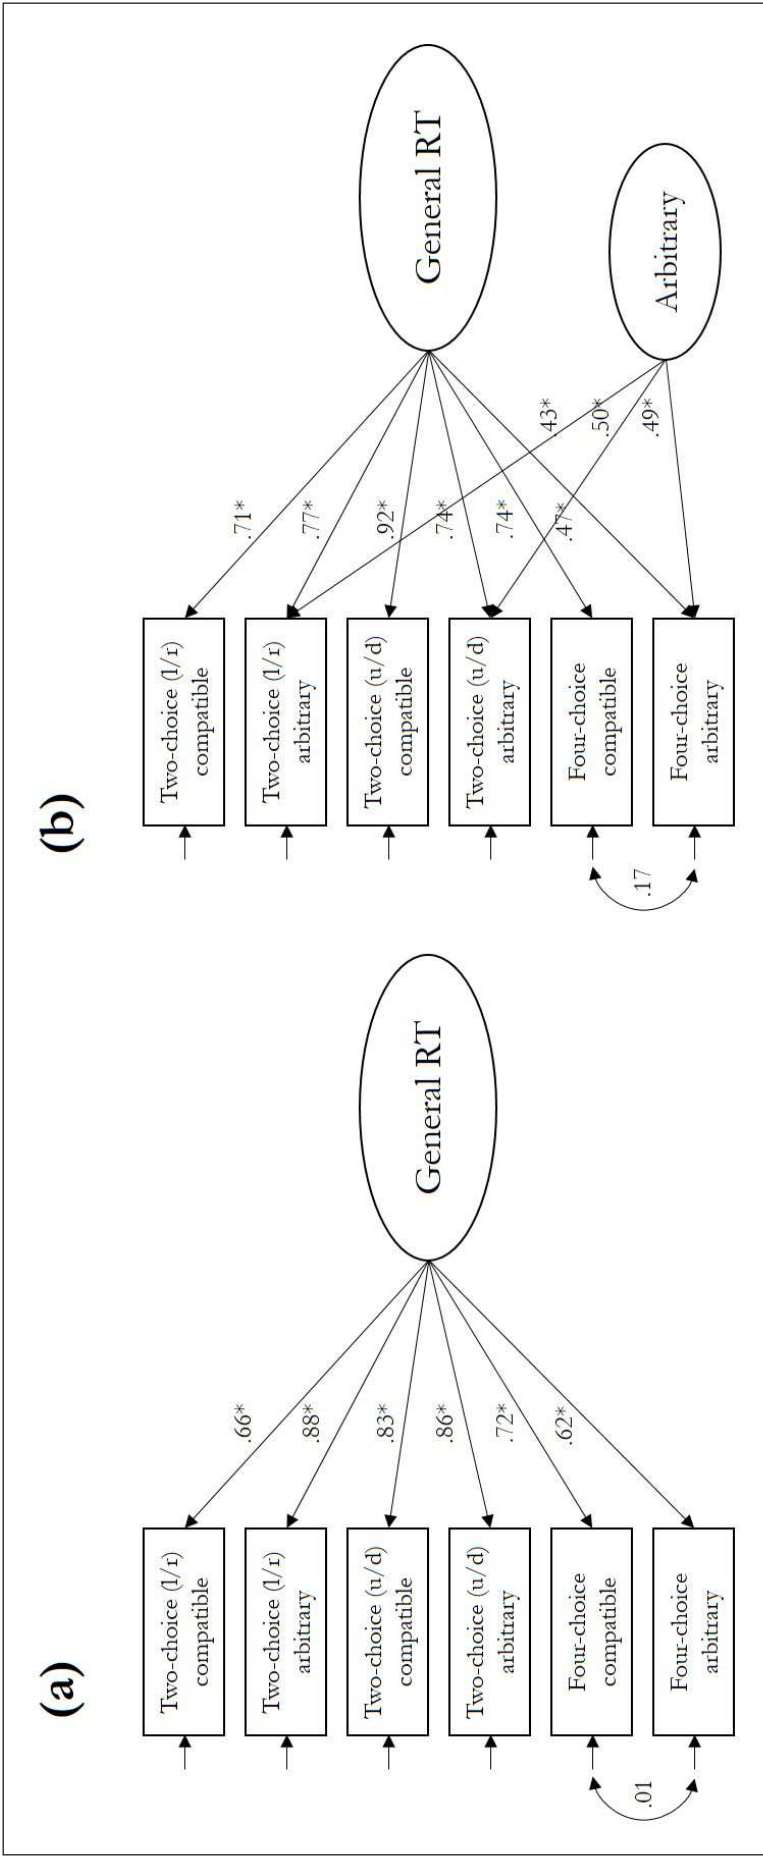 (a)
Two-choice (l/r)
compatible
Two-choice (l/r)
arbitrary
Two-choice (u/d)
compatible
Two-choice (u/d)
arbitrary
Four-choice
compatible
Four-choice
arbitrary
.01
.66*
.88*
.83*
.86*
.72*
.62*
General RT
(b)
Two-choice (l/r)
compatible
Two-choice (l/r)
arbitrary
Two-choice (u/d)
compatible
Two-choice (u/d)
arbitrary
Four-choice
compatible
Four-choice
arbitrary
.17
.71*
.77*
.92*
.74*
.74*
.47*
.43*
.50*
.49*
General RT
Arbitrary